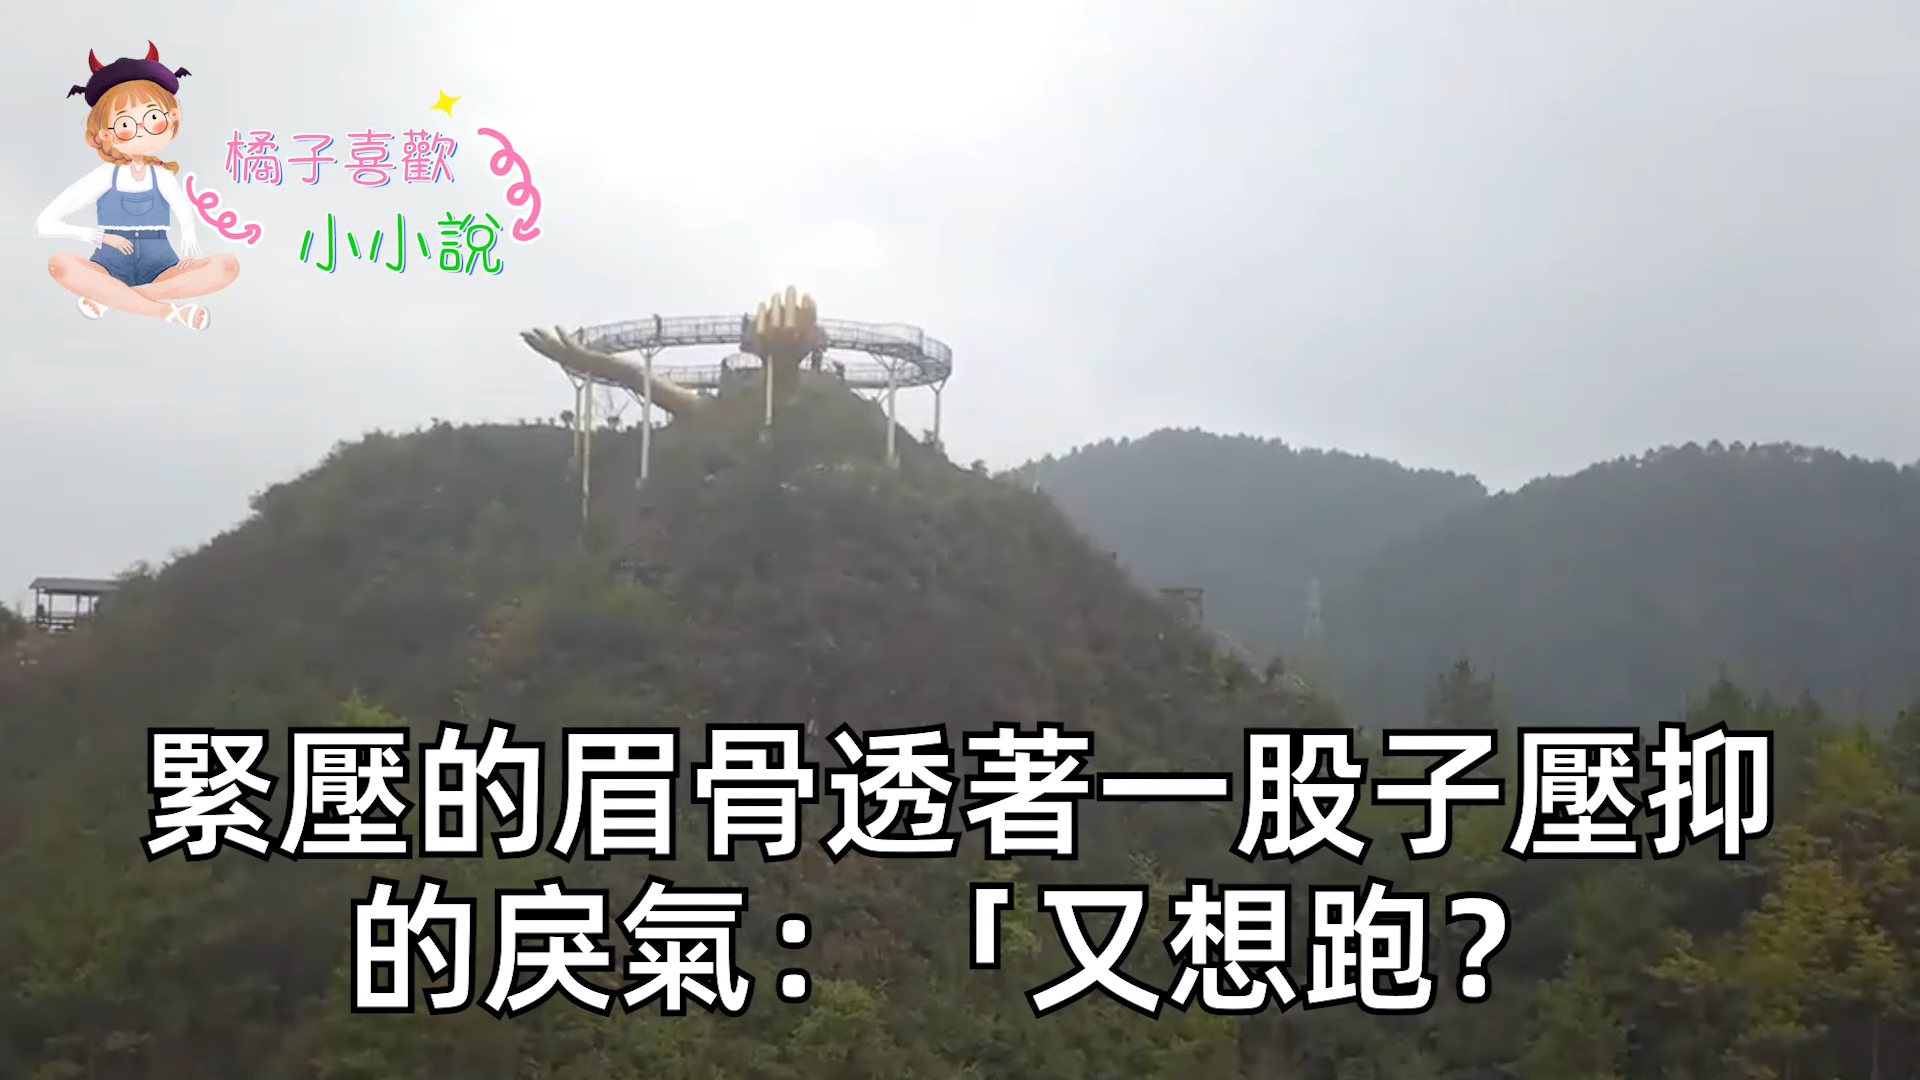 橘子喜歡
小小說
緊壓的眉骨透著一股子壓抑
的戾氣：「又想跑？